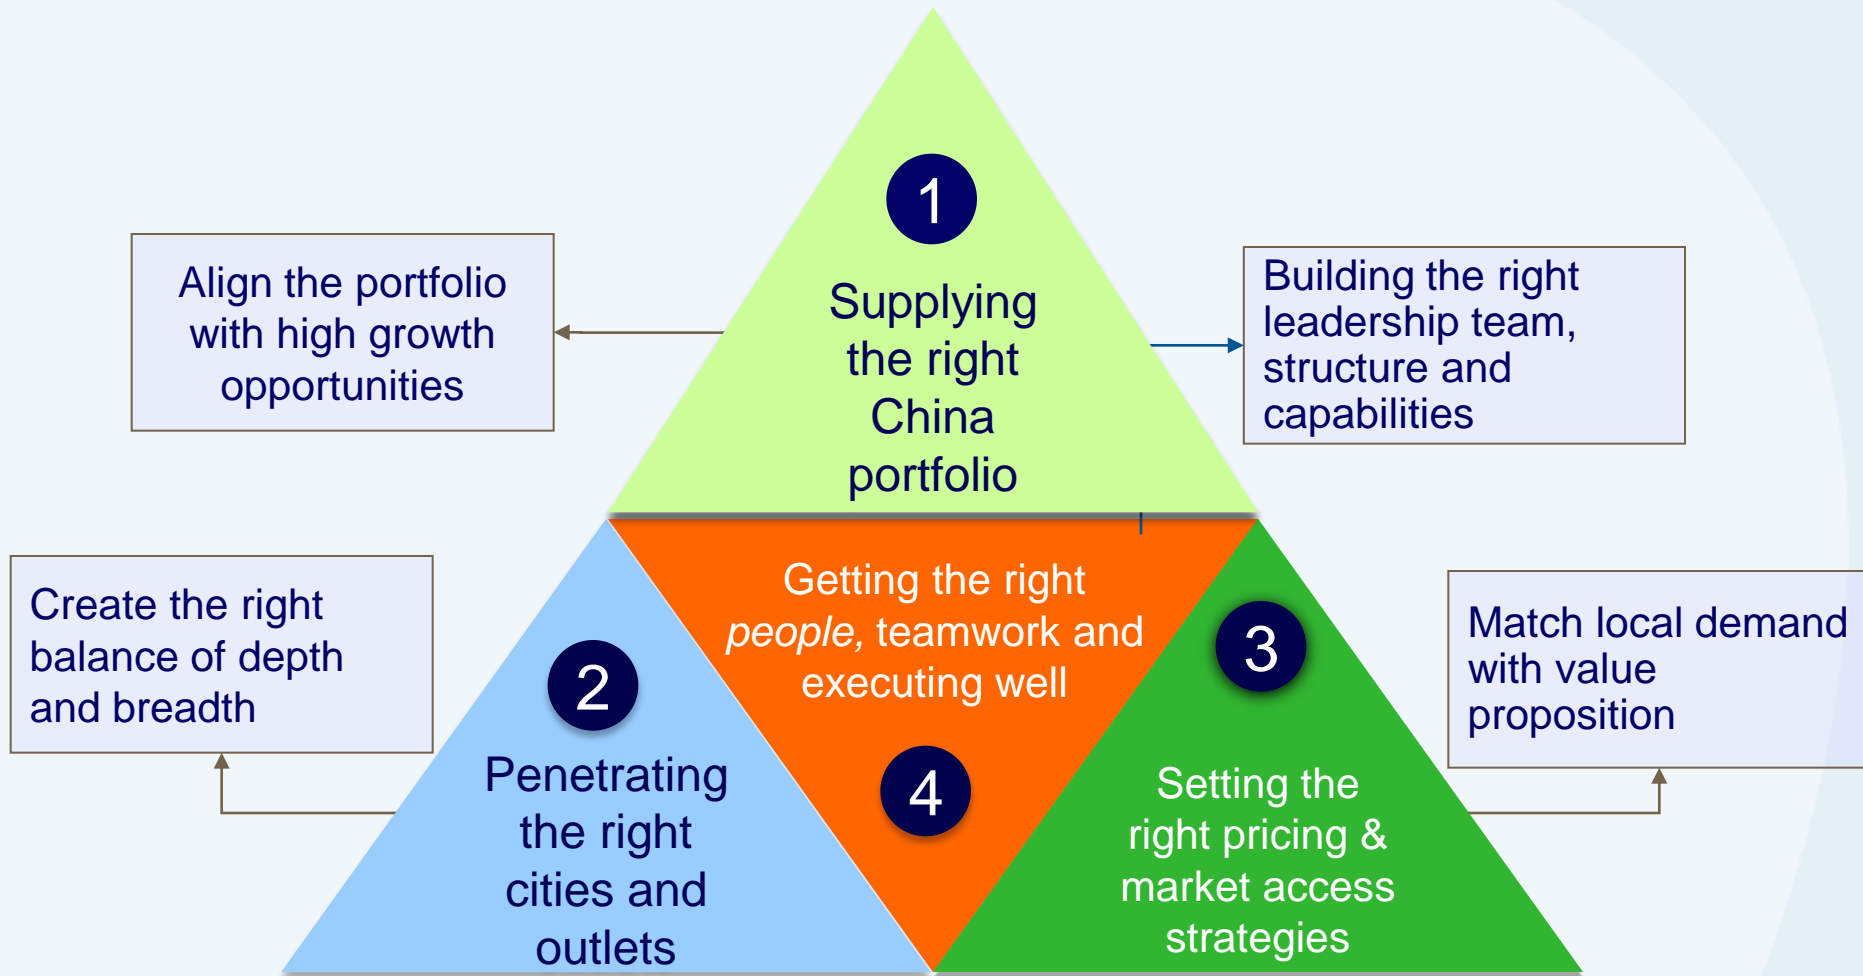 1
Supplying
the right
China
portfolio
Align the portfolio
with high growth
opportunities
Building the right
leadership team,
structure and
capabilities
Create the right
balance of depth
and breadth
2
Penetrating
the right
cities and
outlets
Getting the right
people, teamwork and
executing well
4
3
Setting the
right pricing &
market access
strategies
Match local demand
with value
proposition